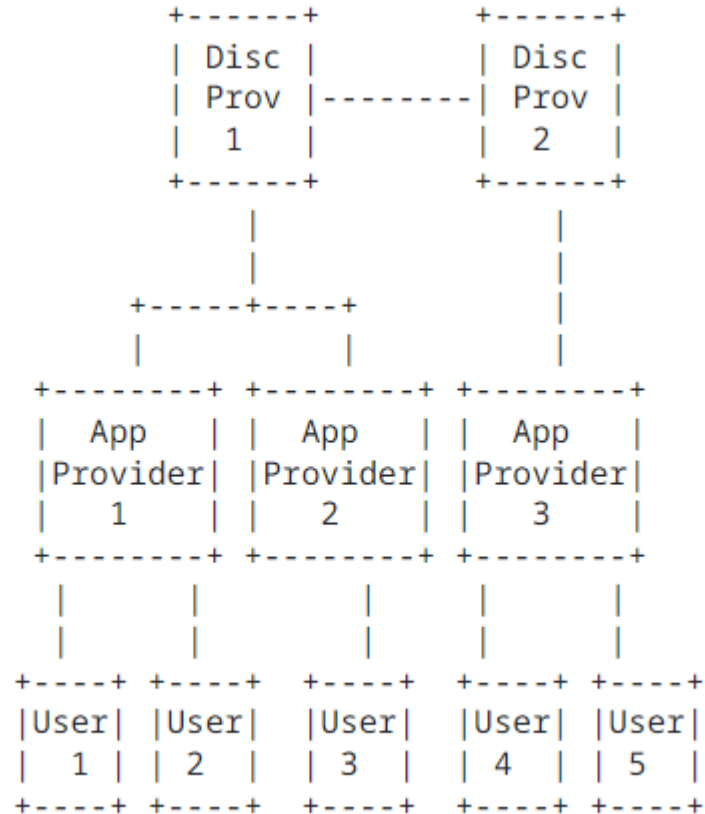 Disc Disc
Prov Prov
1 2
App App App
Provider Provider Provider
1 2 3
User User User User User
1 2 3 4 5